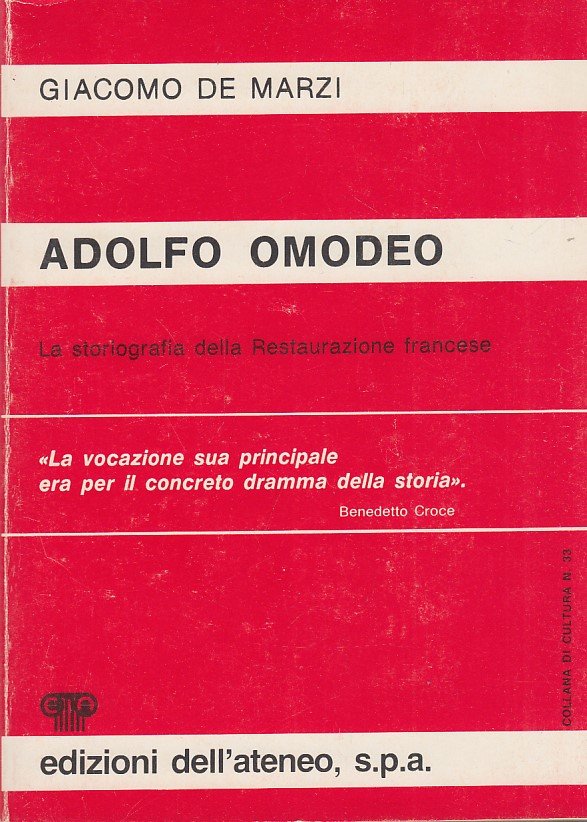 GIACOMO DE MARZI
ADOLFO OMODEO
La storiografia della Restaurazione francese
«La vocazione sua principale
era per il concreto dramma della storia».
Benedetto Croce
COLLANA DI CULTURA N. 33
edizioni dell'ateneo, s.p.a.